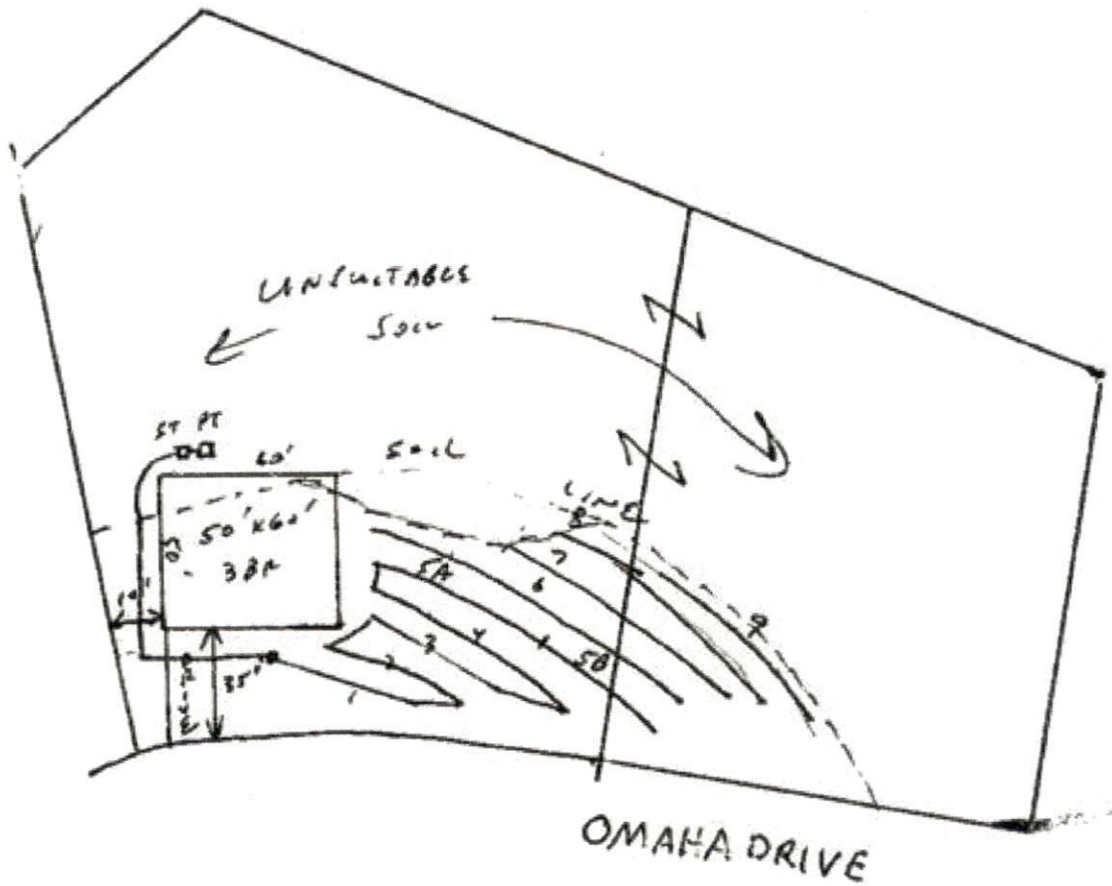 UNSUITABLE
SOIL
ST PT
60'
SOIL
LINE
50' x 60'
3BR
50
10'
35'
1
2
3
4
5A
5B
6
7
8
9
OMAHA DRIVE